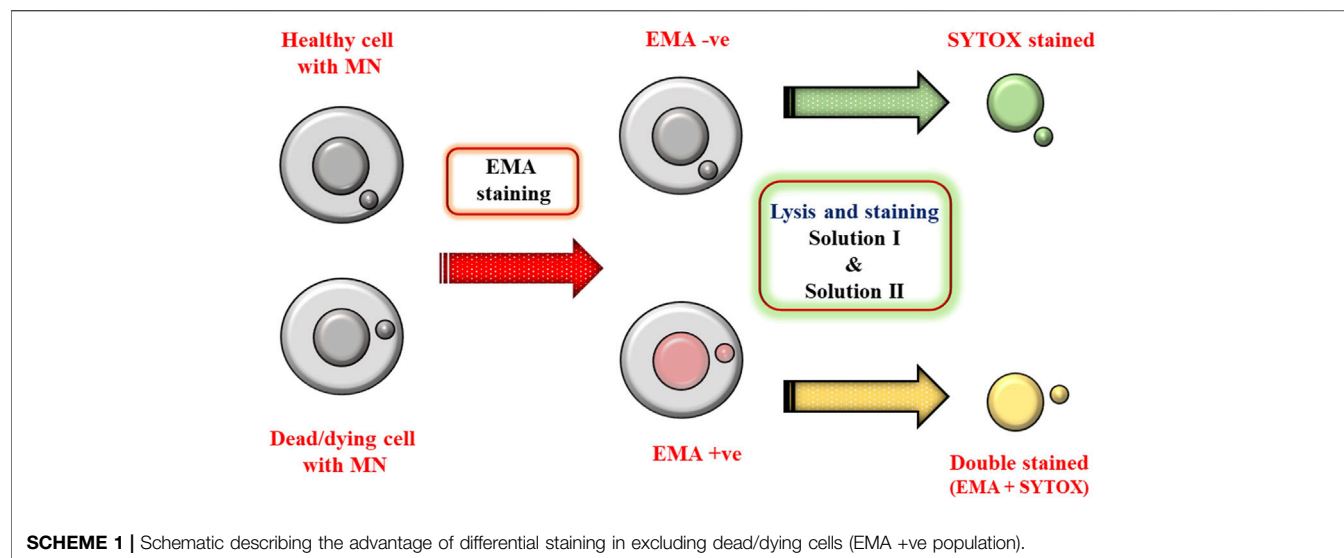 Healthy cell
with MN
EMA -ve
SYTOX stained
EMA
staining
Lysis and staining
Solution I
&
Solution II
Dead/dying cell
with MN
EMA +ve
Double stained
(EMA + SYTOX)
SCHEME 1 | Schematic describing the advantage of differential staining in excluding dead/dying cells (EMA +ve population).